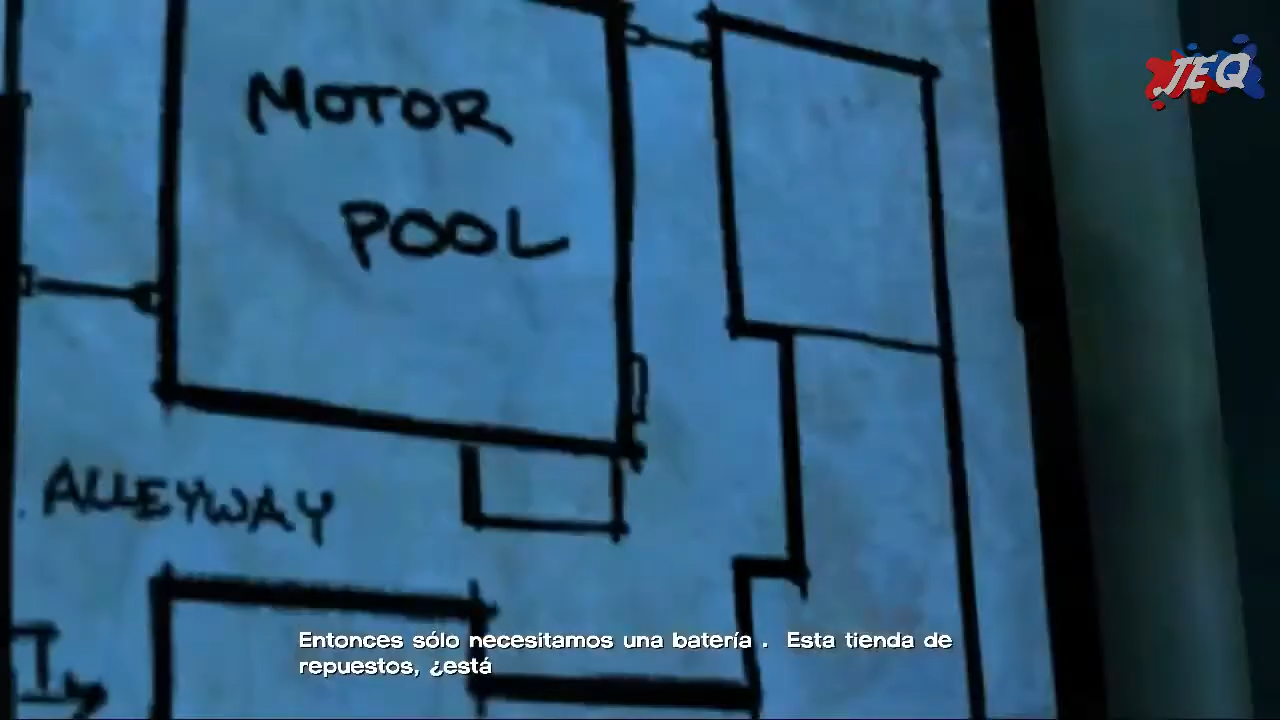 JEQ
MOTOR
POOL
ALLEYWAY
Entonces sólo necesitamos una batería .  Esta tienda de
repuestos, ¿está